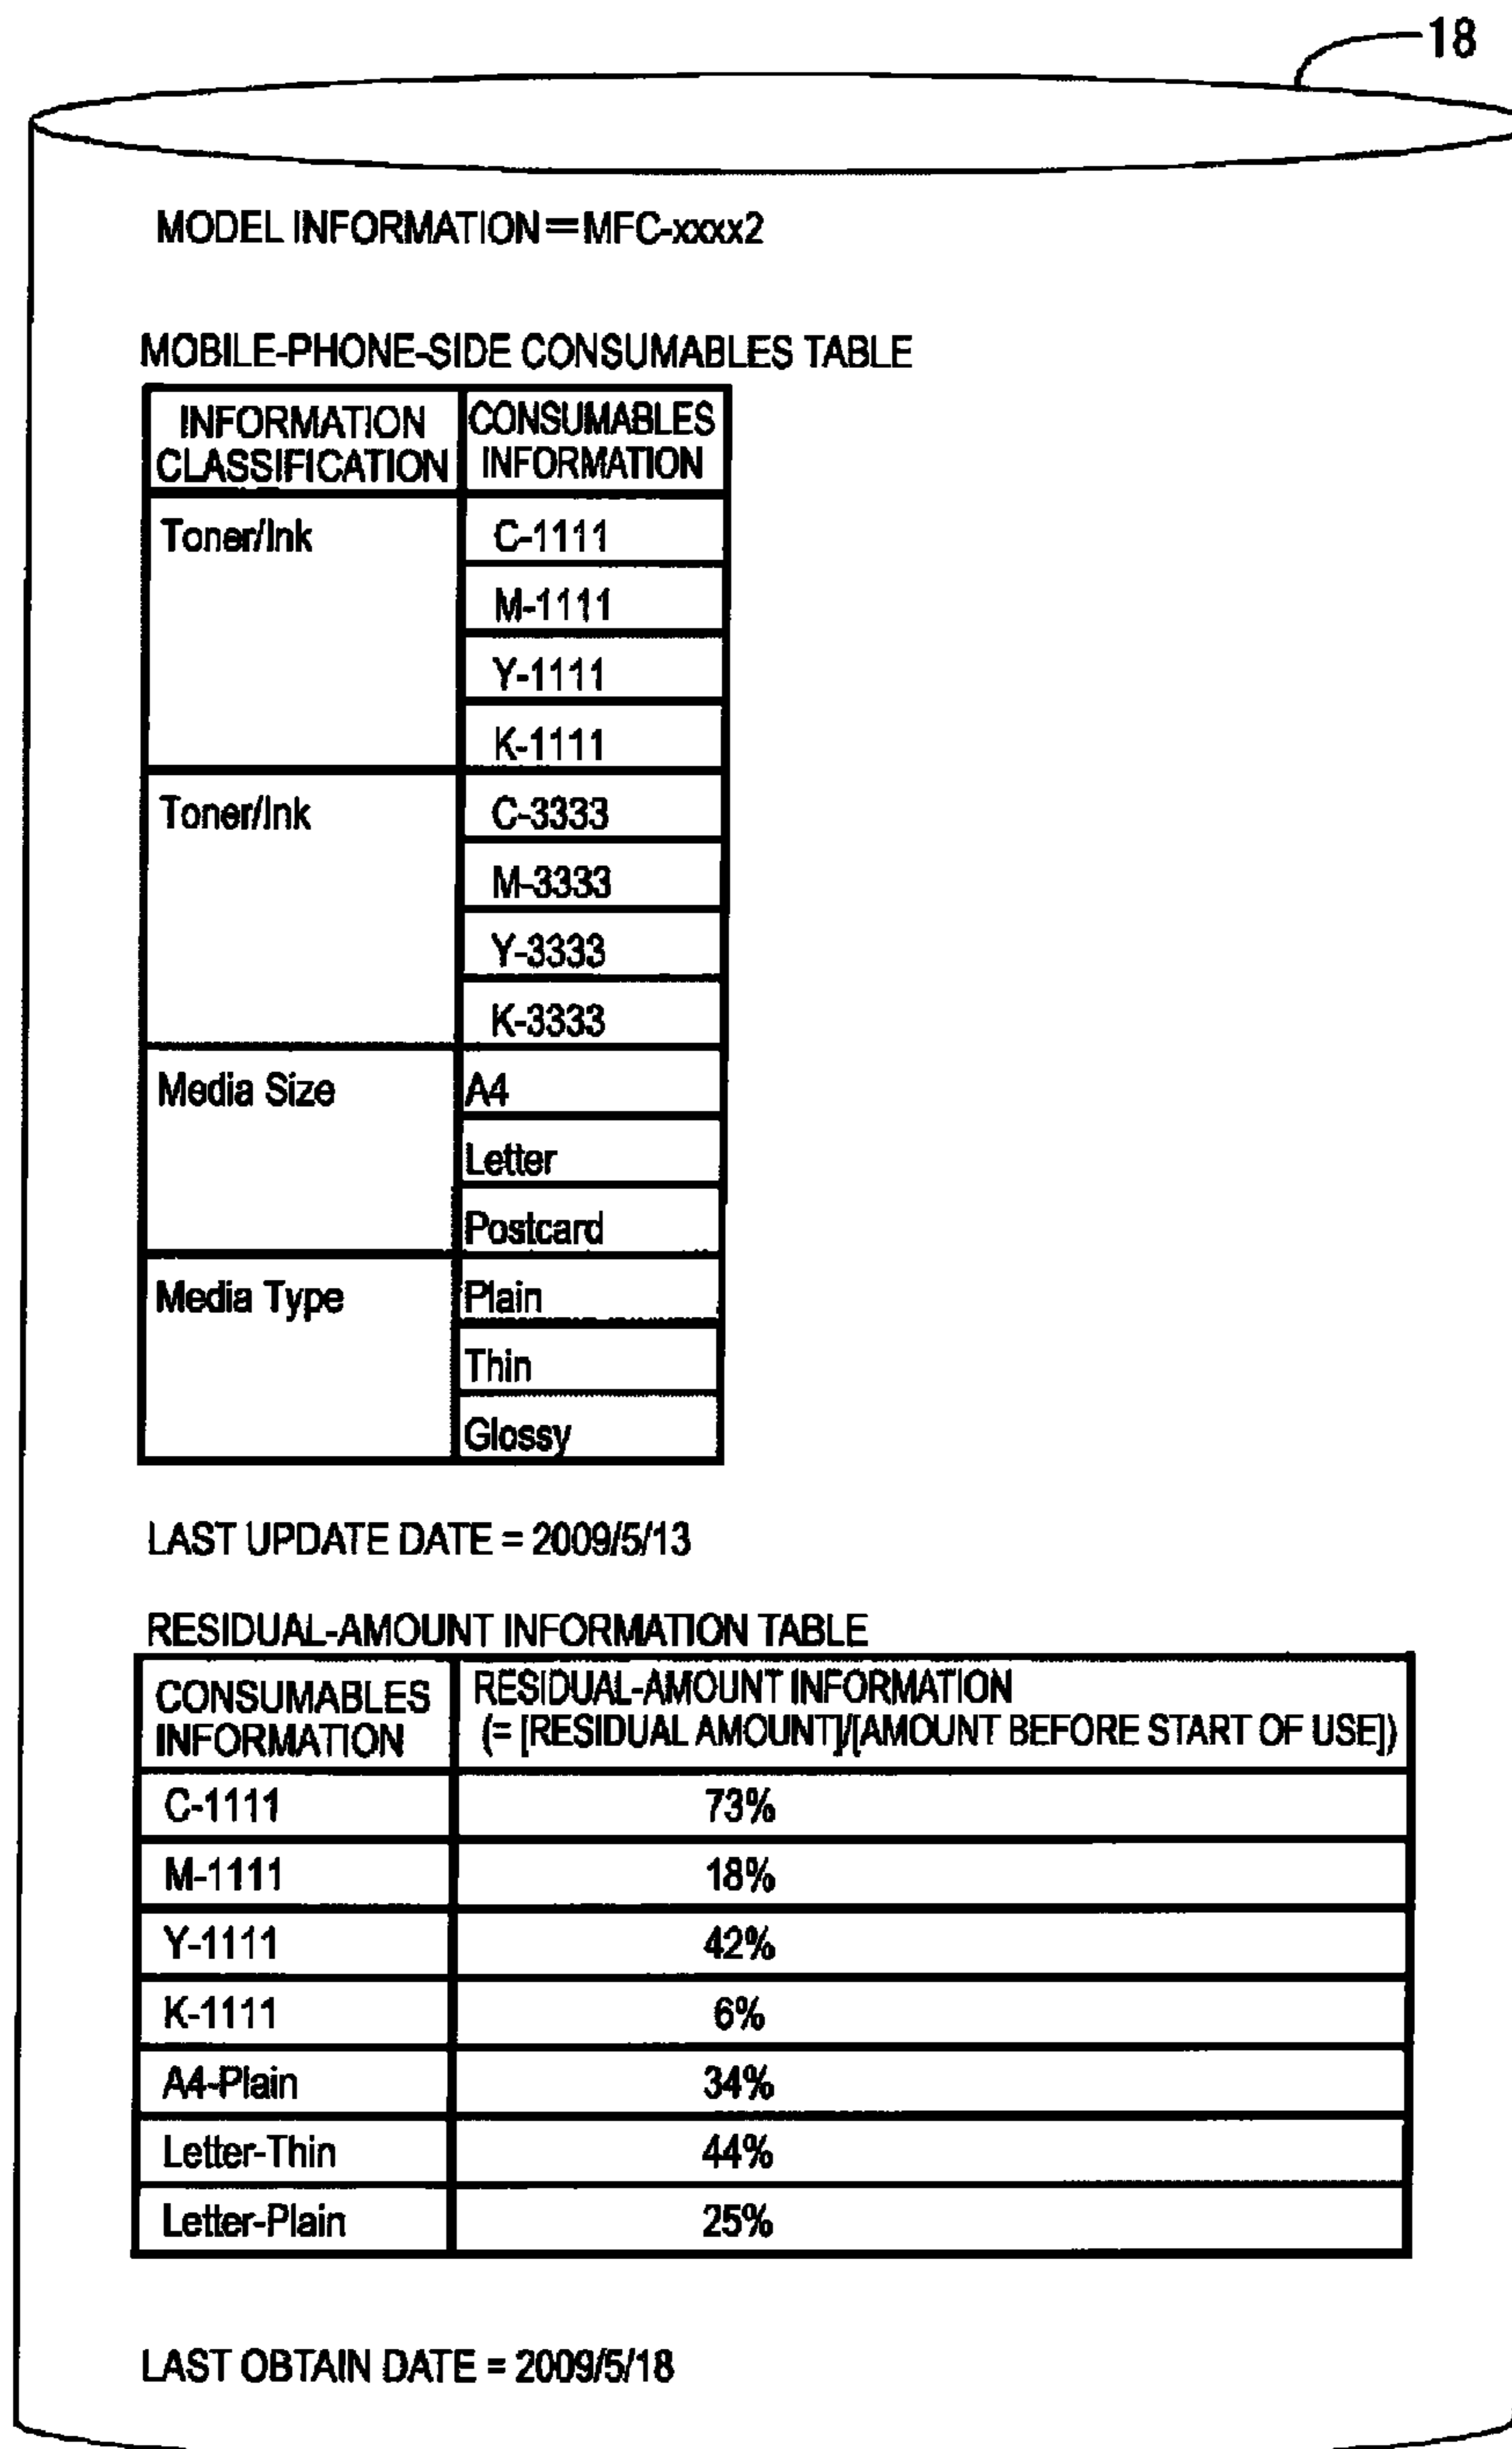 18
MODEL INFORMATION=MFC-xxxx2
MOBILE-PHONE-SIDE CONSUMABLES TABLE
INFORMATION CLASSIFICATION CONSUMABLES INFORMATION
Toner/Ink C-1111
M-1111
Y-1111
K-1111
Toner/Ink C-3333
M-3333
Y-3333
K-3333
Media Size A4
Letter
Postcard
Media Type Plain
Thin
Glossy
LAST UPDATE DATE = 2009/5/13
RESIDUAL-AMOUNT INFORMATION TABLE
CONSUMABLES INFORMATION RESIDUAL-AMOUNT INFORMATION
(= [RESIDUAL AMOUNT]/[AMOUNT BEFORE START OF USE])
C-1111 73%
M-1111 18%
Y-1111 42%
K-1111 6%
A4-Plain 34%
Letter-Thin 44%
Letter-Plain 25%
LAST OBTAIN DATE = 2009/5/18